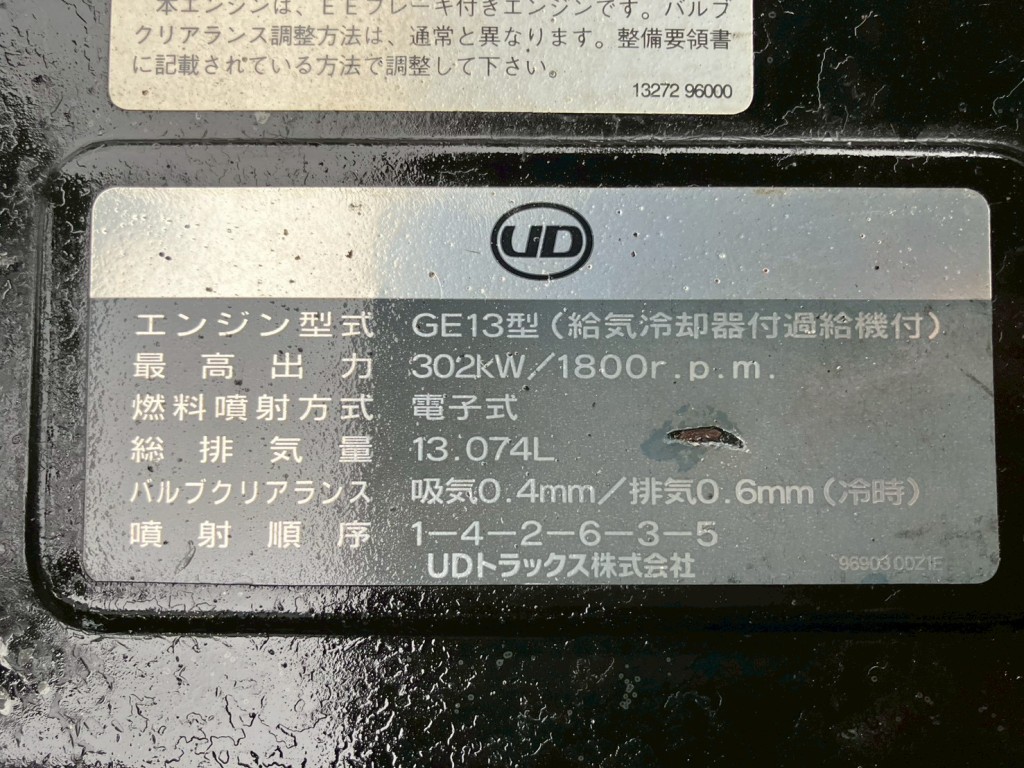 本エンジンは、EEブレーキ付きエンジンです。バルブ
クリアランス調整方法は、通常と異なります。整備要領書
に記載されている方法で調整して下さい。
13272 96000
UD
エンジン型式 GE13型(給気冷却器付過給機付)
最高出力 302kW/1800r.p.m.
燃料噴射方式 電子式
総排気量 13.074L
バルブクリアランス 吸気0.4mm/排気0.6mm(冷時)
噴射順序 1-4-2-6-3-5
UDトラックス株式会社
96903 00Z1E